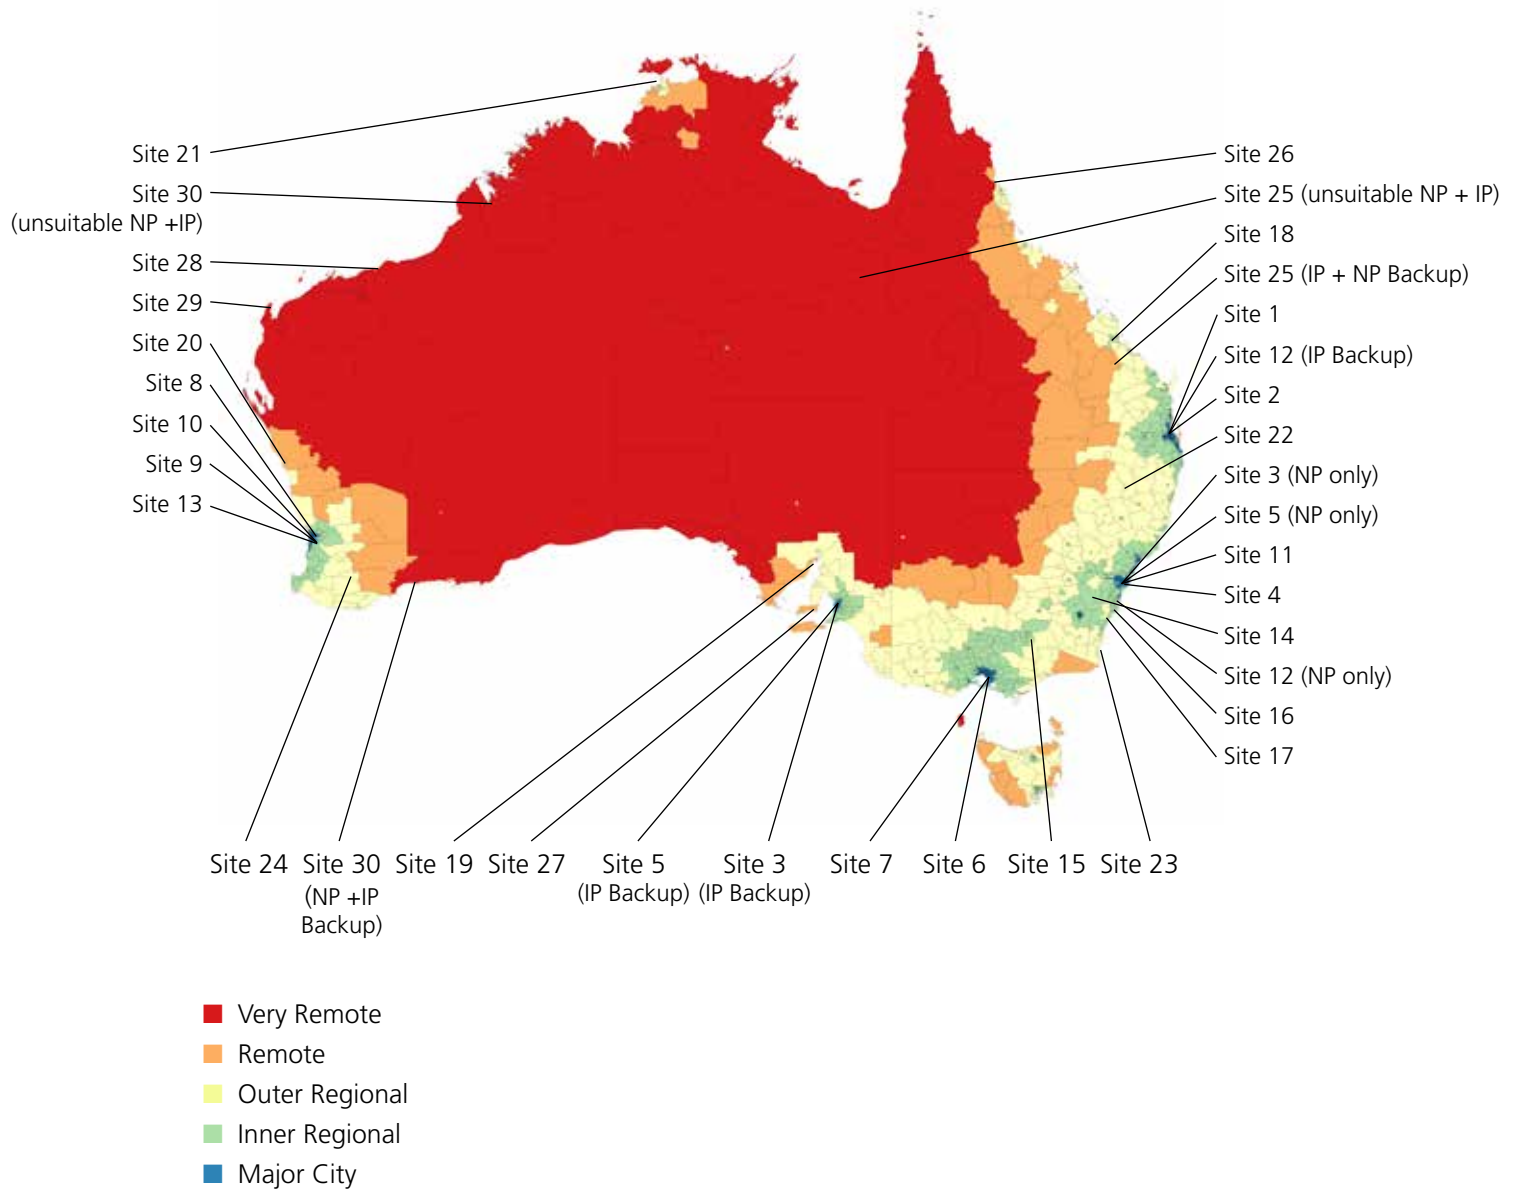 Site 21
Site 30
(unsuitable NP +IP)
Site 28
Site 29
Site 20
Site 8
Site 10
Site 9
Site 13
Site 26
Site 25 (unsuitable NP + IP)
Site 18
Site 25 (IP + NP Backup)
Site 1
Site 12 (IP Backup)
Site 2
Site 22
Site 3 (NP only)
Site 5 (NP only)
Site 11
Site 4
Site 14
Site 12 (NP only)
Site 16
Site 17
Site 24
Site 30
(NP +IP
Backup)
Site 19
Site 27
Site 5
(IP Backup)
Site 3
(IP Backup)
Site 7
Site 6
Site 15
Site 23
Very Remote
Remote
Outer Regional
Inner Regional
Major City